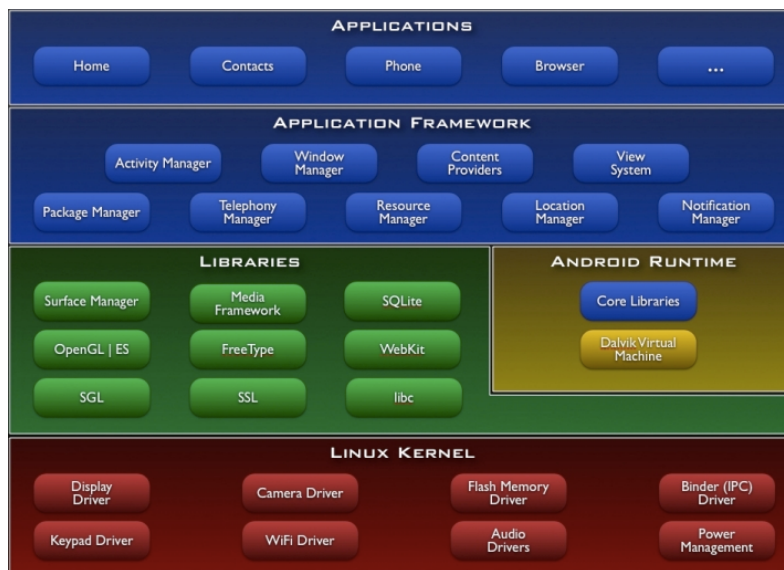 APPLICATIONS
Home Contacts Phone Browser ...
APPLICATION FRAMEWORK
Activity Manager
Window
Manager
Content
Providers
View
System
Package Manager
Telephony
Manager
Resource
Manager
Location
Manager
Notification
Manager
LIBRARIES
Surface Manager
Media
Framework
SQLite
OpenGL | ES
FreeType
WebKit
SGL
SSL
libc
ANDROID RUNTIME
Core Libraries
Dalvik Virtual
Machine
LINUX KERNEL
Display
Driver
Camera Driver
Flash Memory
Driver
Binder (IPC)
Driver
Keypad Driver
WiFi Driver
Audio
Drivers
Power
Management